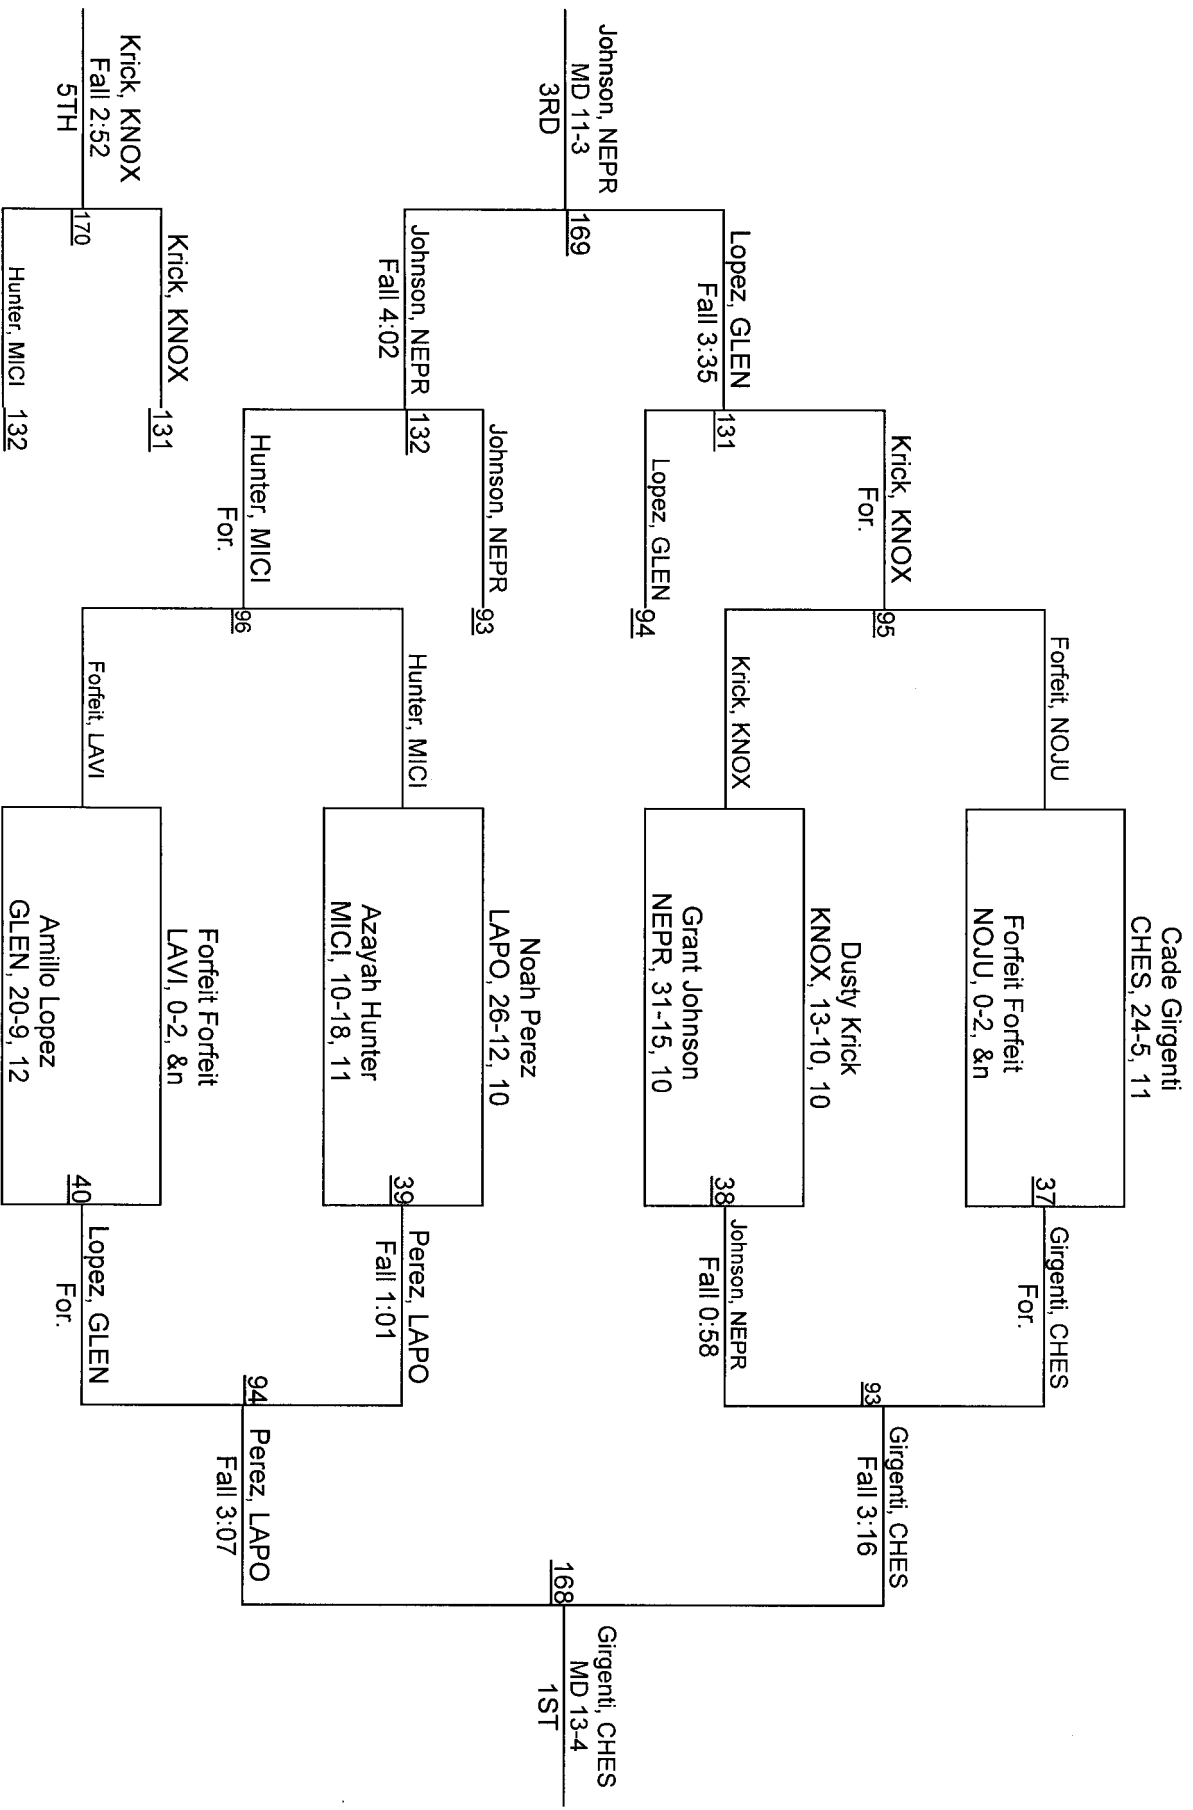 Cade Girgenti
CHES, 24-5, 11
37
Girgenti, CHES
For.
Forfeit, NOJU
Forfeit Forfeit
NOJU, 0-2, &n
Krick, KNOX
For.
95
93
Girgenti, CHES
Fall 3:16
Dusty Krick
KNOX, 13-10, 10
Lopez, GLEN
Fall 3:35
131
Krick, KNOX
38
Johnson, NEPR
Fall 0:58
Grant Johnson
NEPR, 31-15, 10
Lopez, GLEN
94
Johnson, NEPR
MD 11-3
3RD
169
168
Girgenti, CHES
MD 13-4
1ST
Johnson, NEPR
93
Noah Perez
LAPO, 26-12, 10
Johnson, NEPR
Fall 4:02
132
Hunter, MICI
39
Perez, LAPO
Fall 1:01
Azayah Hunter
MICI, 10-18, 11
Hunter, MICI
For.
96
94
Perez, LAPO
Fall 3:07
Krick, KNOX
131
Forfeit Forfeit
LAVI, 0-2, &n
Krick, KNOX
Fall 2:52
5TH
170
Forfeit, LAVI
40
Lopez, GLEN
For.
Amillo Lopez
GLEN, 20-9, 12
Hunter, MICI
132